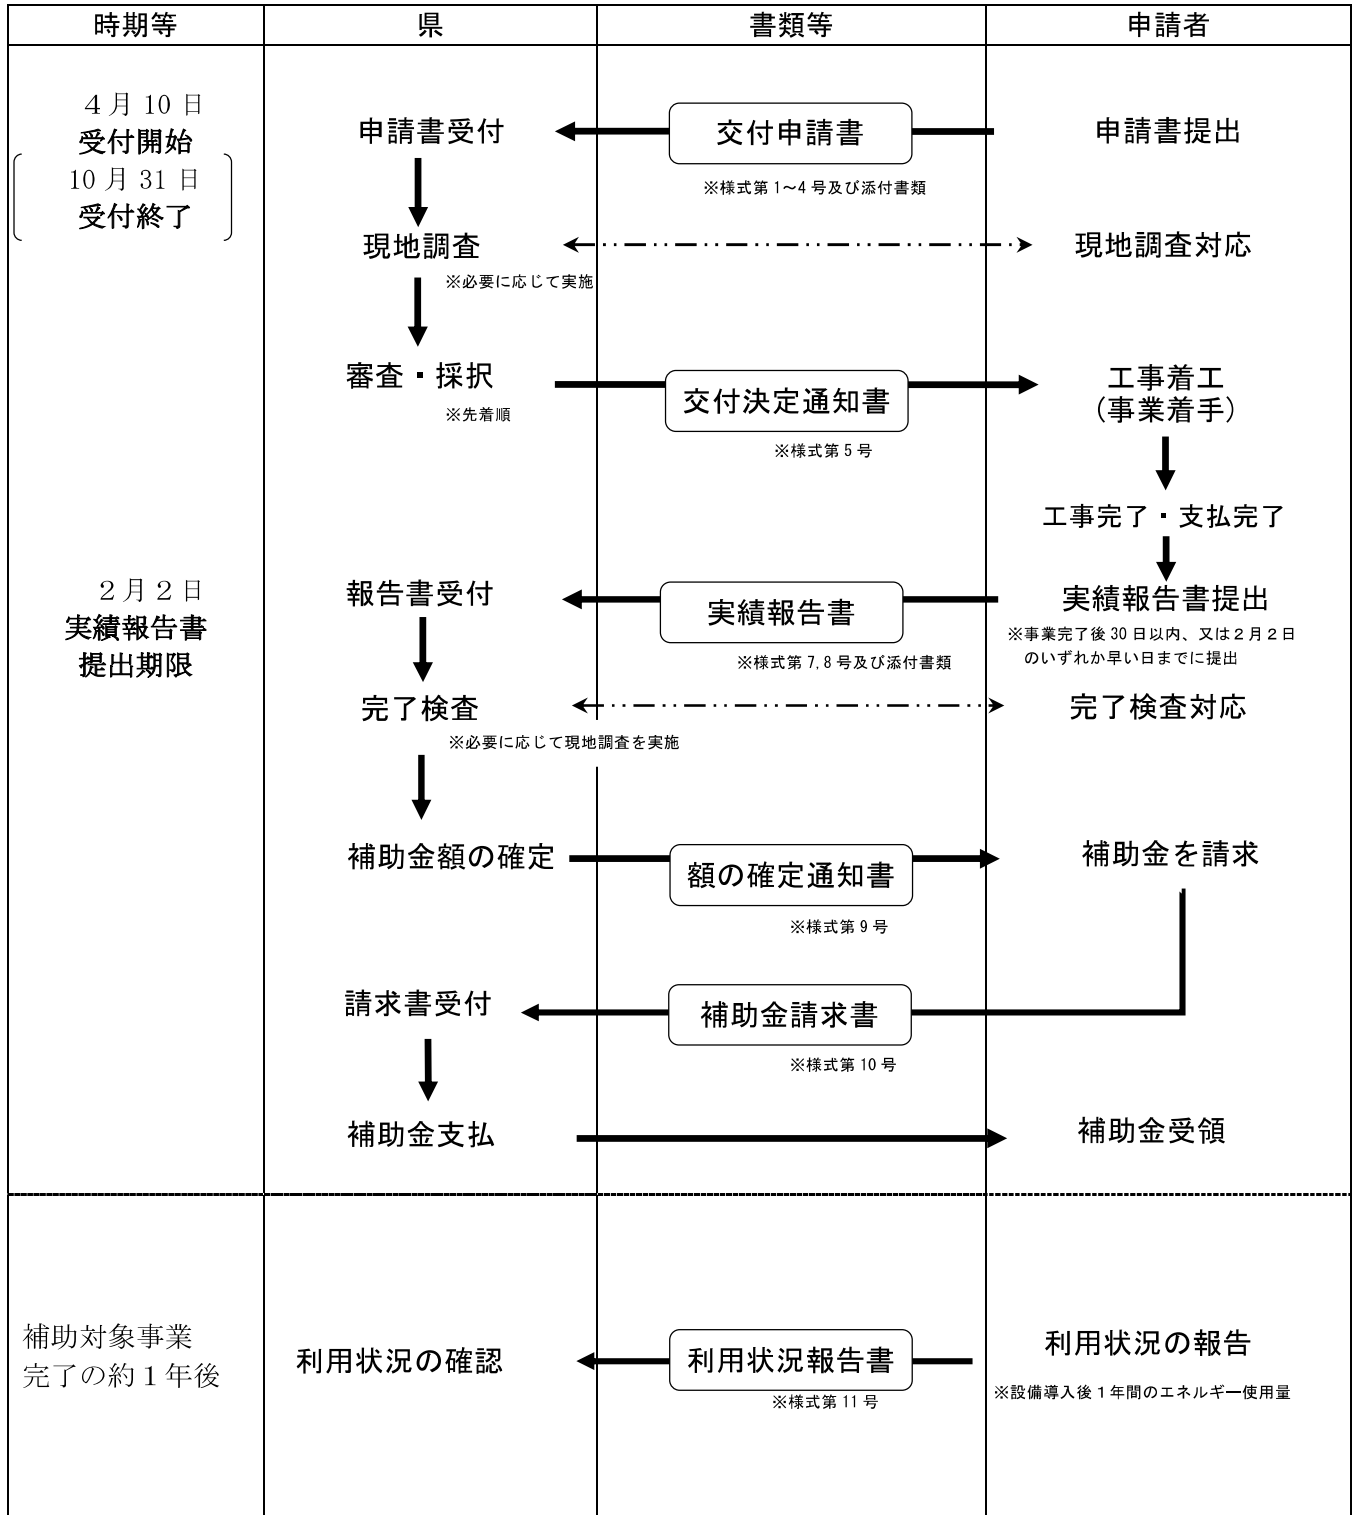 時期等
県
書類等
申請者
４月 10 日
受付開始
10 月 31 日
受付終了
申請書受付
交付申請書
申請書提出
※様式第 1～4 号及び添付書類
現地調査
現地調査対応
※必要に応じて実施
審査・採択
※先着順
交付決定通知書
※様式第 5 号
工事着工
(事業着手)
工事完了・支払完了
２月２日
実績報告書
提出期限
報告書受付
実績報告書
※様式第 7,8 号及び添付書類
実績報告書提出
※事業完了後 30 日以内、又は２月２日
のいずれか早い日までに提出
完了検査
完了検査対応
※必要に応じて現地調査を実施
補助金額の確定
額の確定通知書
※様式第 9 号
補助金を請求
請求書受付
補助金請求書
※様式第 10 号
補助金支払
補助金受領
補助対象事業
完了の約１年後
利用状況の確認
利用状況報告書
※様式第 11 号
利用状況の報告
※設備導入後１年間のエネルギー使用量